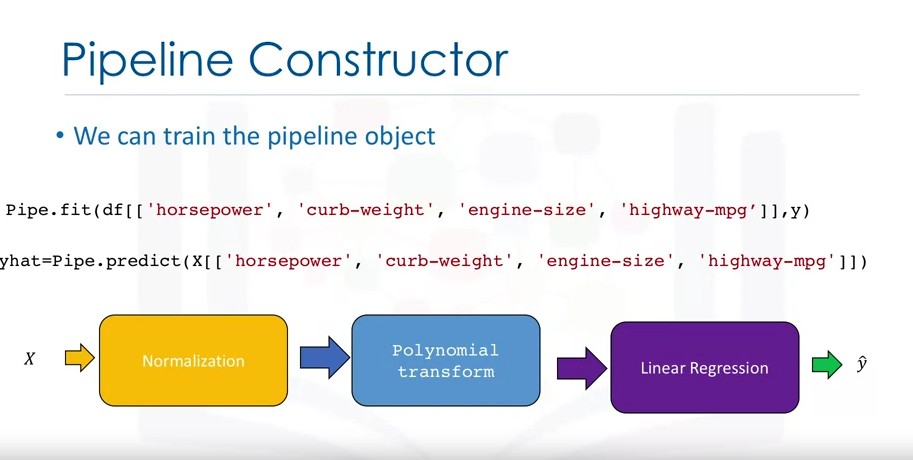 Pipeline Constructor
• We can train the pipeline object
Pipe.fit(df[['horsepower', 'curb-weight', 'engine-size', 'highway-mpg’]],y)
yhat=Pipe.predict(X[['horsepower', 'curb-weight', 'engine-size', 'highway-mpg']])
X
Normalization
Polynomial
transform
Linear Regression
ŷ